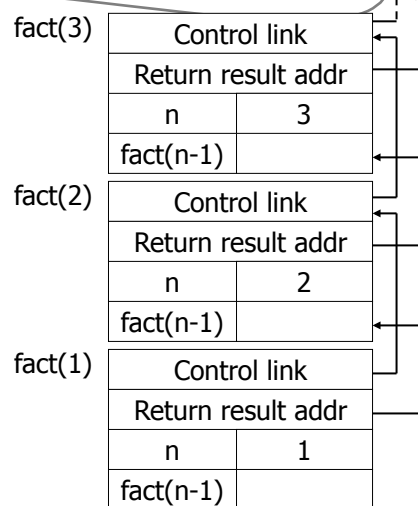 fact(3)
Control link
Return result addr
n 3
fact(n-1)
fact(2)
Control link
Return result addr
n 2
fact(n-1)
fact(1)
Control link
Return result addr
n 1
fact(n-1)